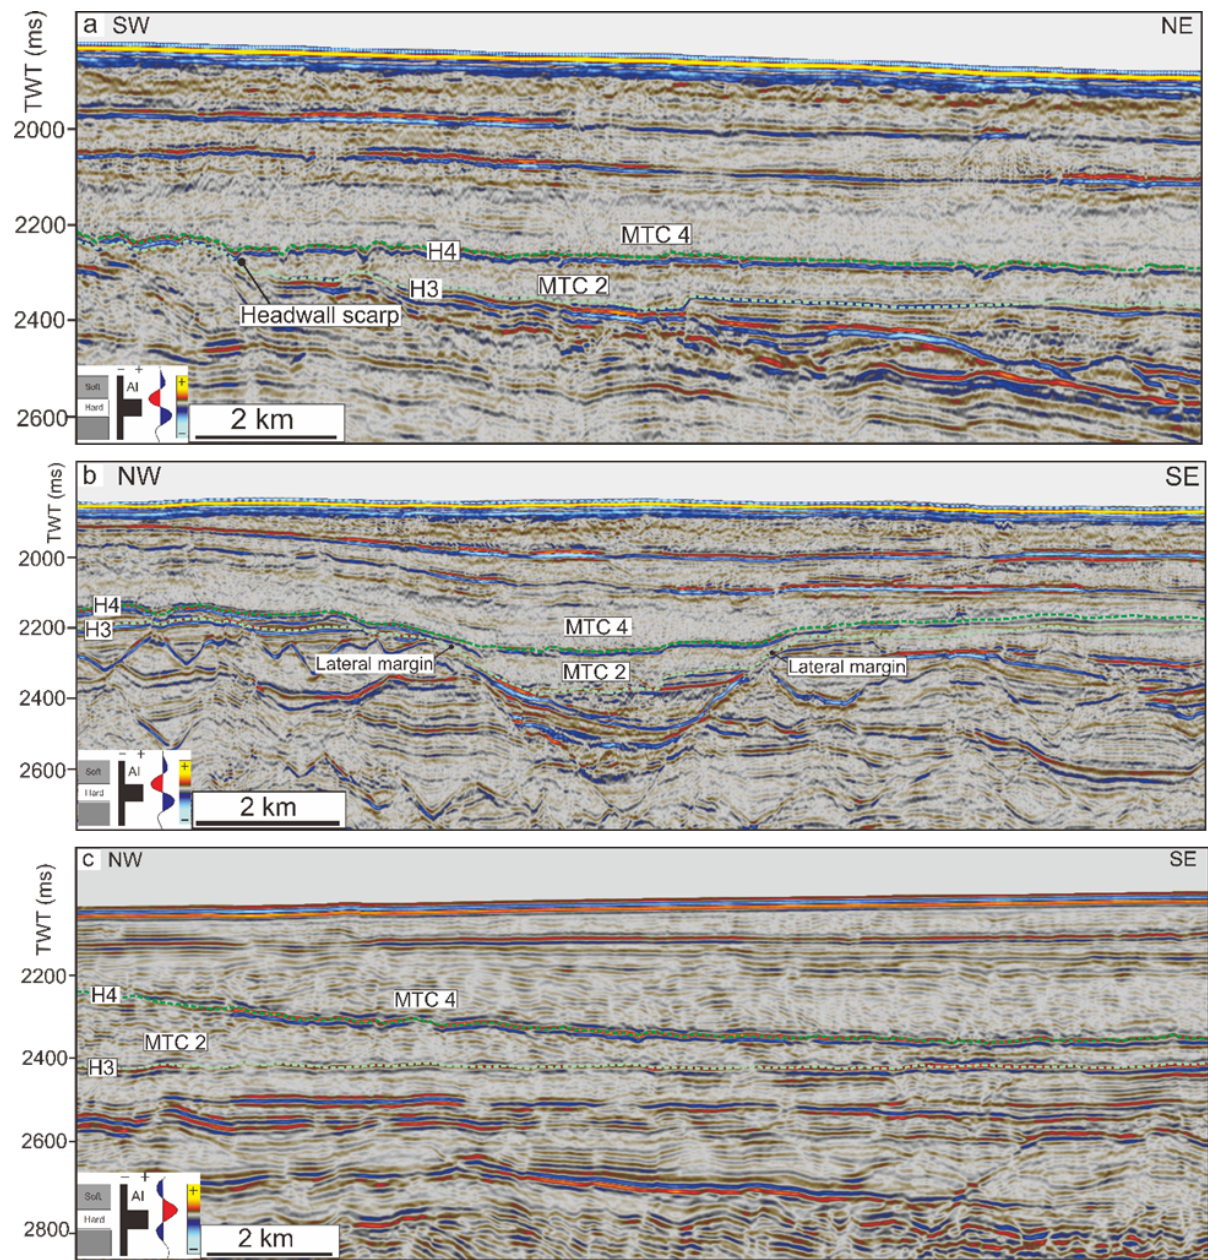 a SW NE
TWT (ms)
2000
2200
MTC 4
H4
H3
MTC 2
Headwall scarp
2400
− +
Soft
AI
+
Hard
−
2 km
2600
b NW SE
TWT (ms)
2000
H4
2200
H3
MTC 4
Lateral margin
MTC 2
Lateral margin
2400
2600
− +
Soft
AI
+
Hard
−
2 km
c NW SE
TWT (ms)
2200
H4
MTC 4
MTC 2
2400
H3
2600
− +
Soft
AI
+
Hard
−
2 km
2800